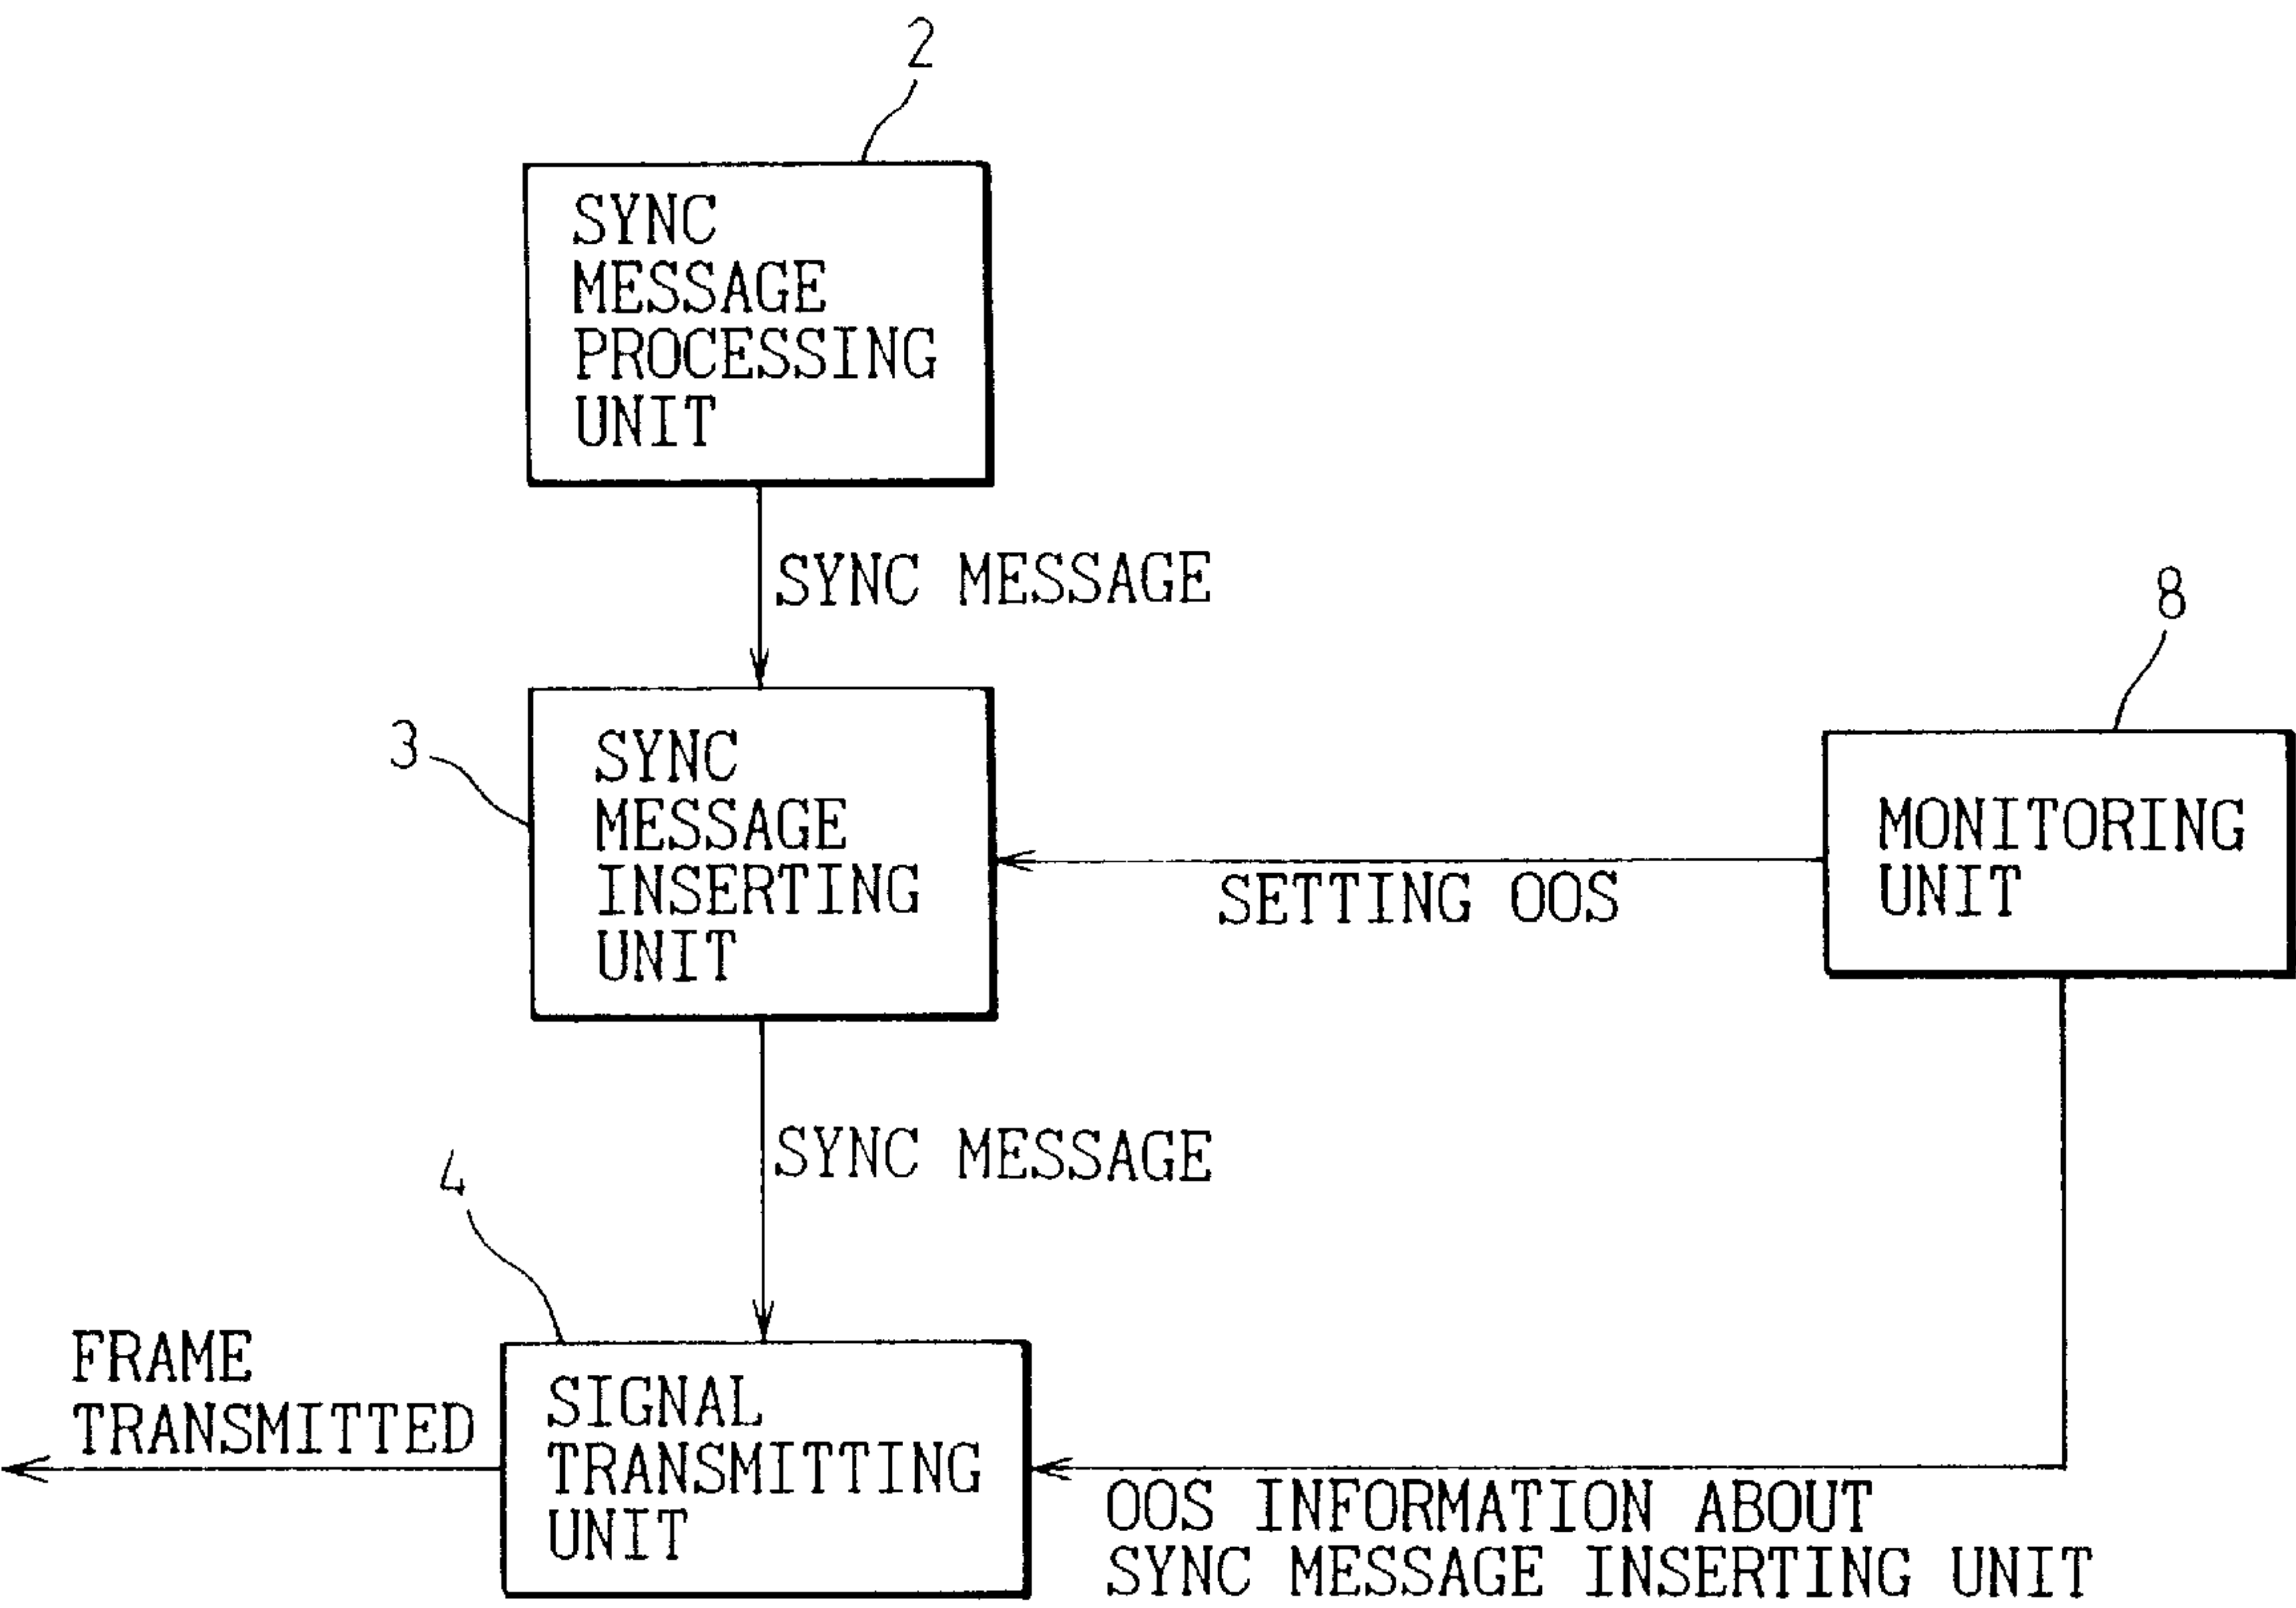 2
SYNC
MESSAGE
PROCESSING
UNIT
SYNC MESSAGE
8
3
SYNC
MESSAGE
INSERTING
UNIT
MONITORING
UNIT
SETTING OOS
SYNC MESSAGE
4
FRAME
TRANSMITTED
SIGNAL
TRANSMITTING
UNIT
OOS INFORMATION ABOUT
SYNC MESSAGE INSERTING UNIT